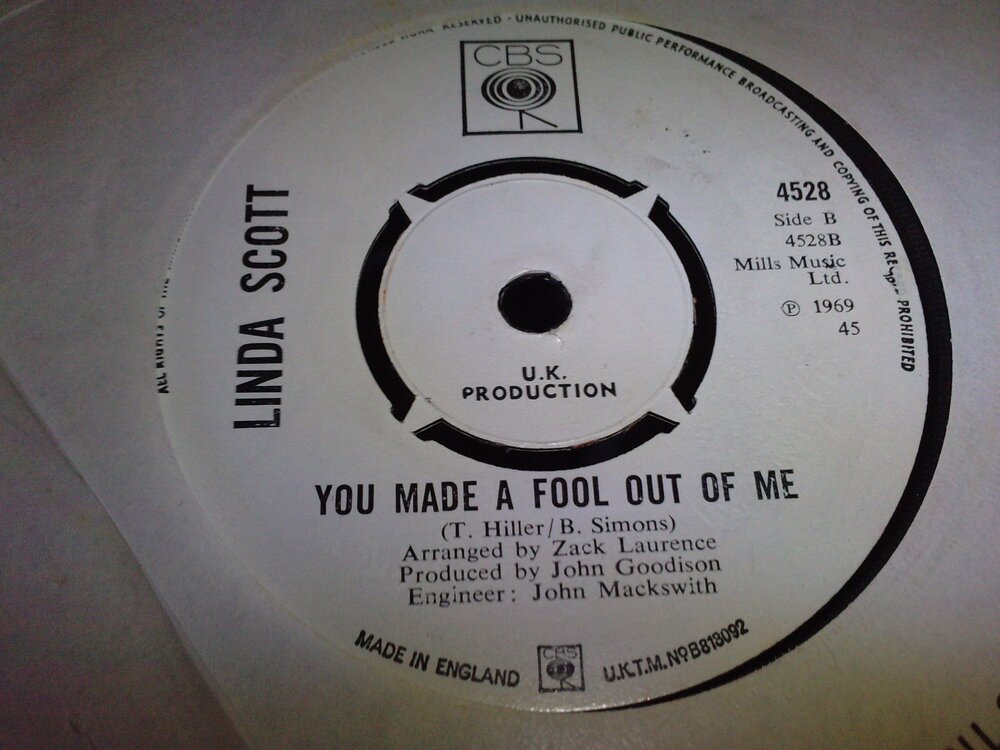 RESERVED · UNAUTHORISED PUBLIC PERFORMANCE BROADCASTING AND COPYING OF THIS RECORD PROHIBITED
CBS
LINDA SCOTT
4528
Side B
4528B
Mills Music
Ltd.
Ⓟ 1969
45
U.K.
PRODUCTION
YOU MADE A FOOL OUT OF ME
(T. Hiller/B. Simons)
Arranged by Zack Laurence
Produced by John Goodison
Engineer: John Mackswith
ALL RIGHTS OF THE
MADE IN ENGLAND
CBS
U.K.T.M. Nº B818092